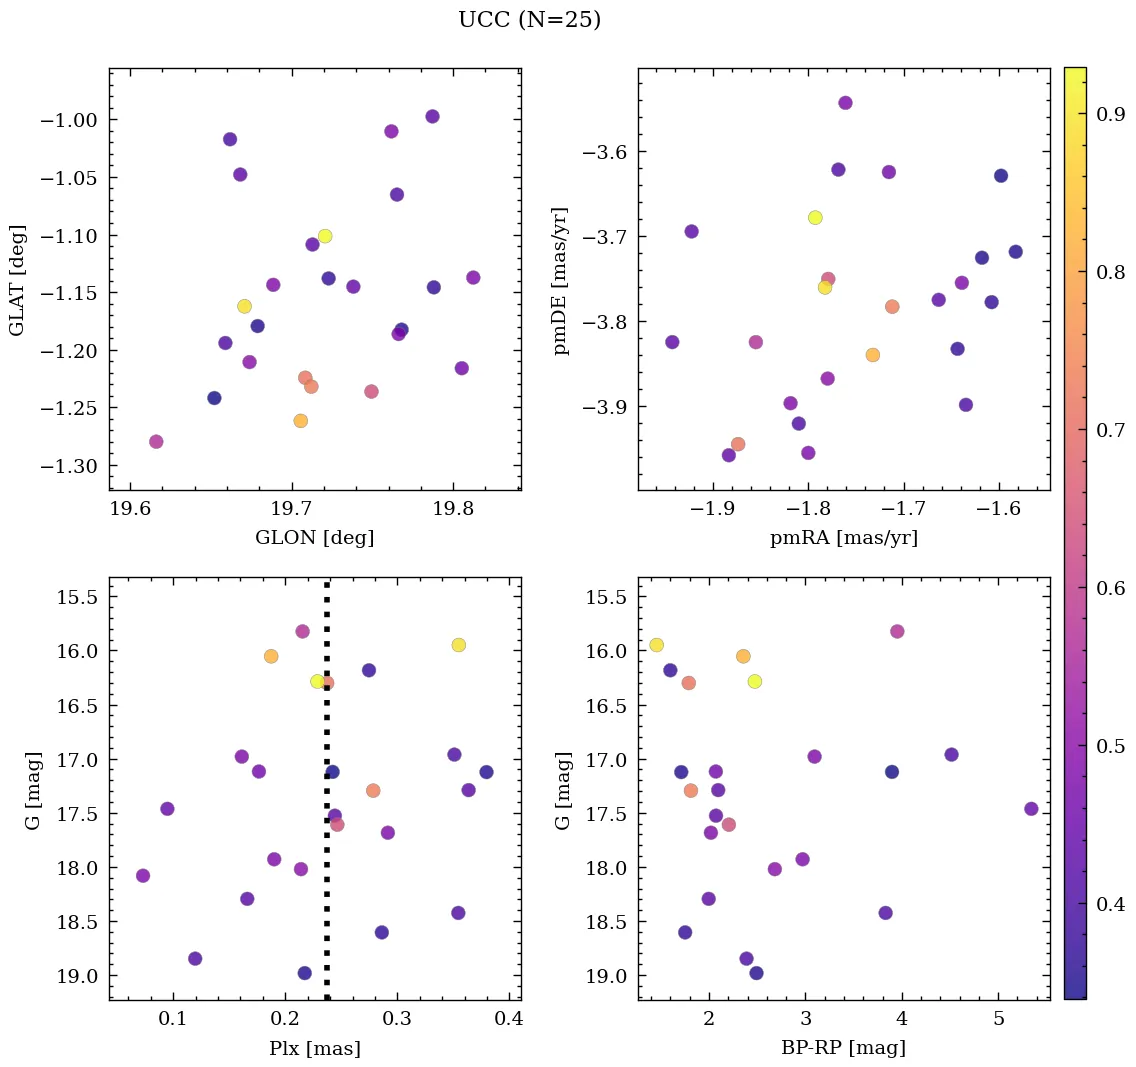 UCC (N=25)
−1.00
−1.05
−1.10
−1.15
−1.20
−1.25
−1.30
GLAT [deg]
19.6 19.7 19.8
GLON [deg]
−3.6
−3.7
−3.8
−3.9
pmDE [mas/yr]
−1.9 −1.8 −1.7 −1.6
pmRA [mas/yr]
0.9
0.8
0.7
0.6
0.5
0.4
15.5
16.0
16.5
17.0
17.5
18.0
18.5
19.0
G [mag]
0.1 0.2 0.3 0.4
Plx [mas]
15.5
16.0
16.5
17.0
17.5
18.0
18.5
19.0
G [mag]
2 3 4 5
BP-RP [mag]